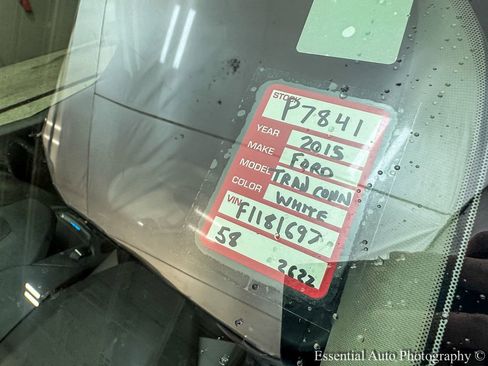 STOCK P7841
YEAR 2015
MAKE FORD
MODEL TRAN CONN
COLOR WHITE
VIN F1181697
58 2622
Essential Auto Photography ©